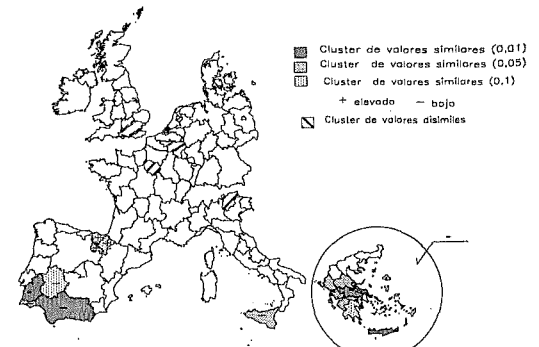 Cluster de valores similares (0,01)
Cluster de valores similares (0,05)
Cluster de valores similares (0,1)
+ elevado − bajo
Cluster de valores disímiles
−